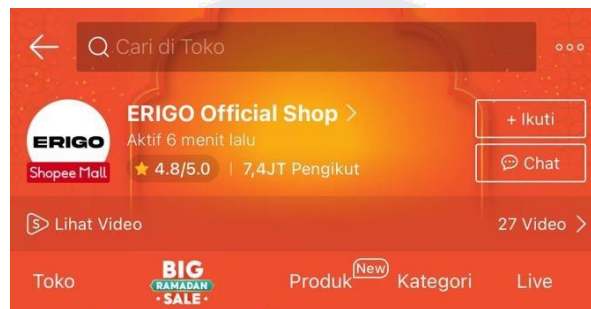 Cari di Toko
ERIGO Official Shop >
+ Ikuti
Aktif 6 menit lalu
ERIGO
Shopee Mall
4.8/5.0 | 7,4JT Pengikut
Chat
S Lihat Video
27 Video >
Toko
BIG
RAMADAN
SALE
Produk
New
Kategori
Live